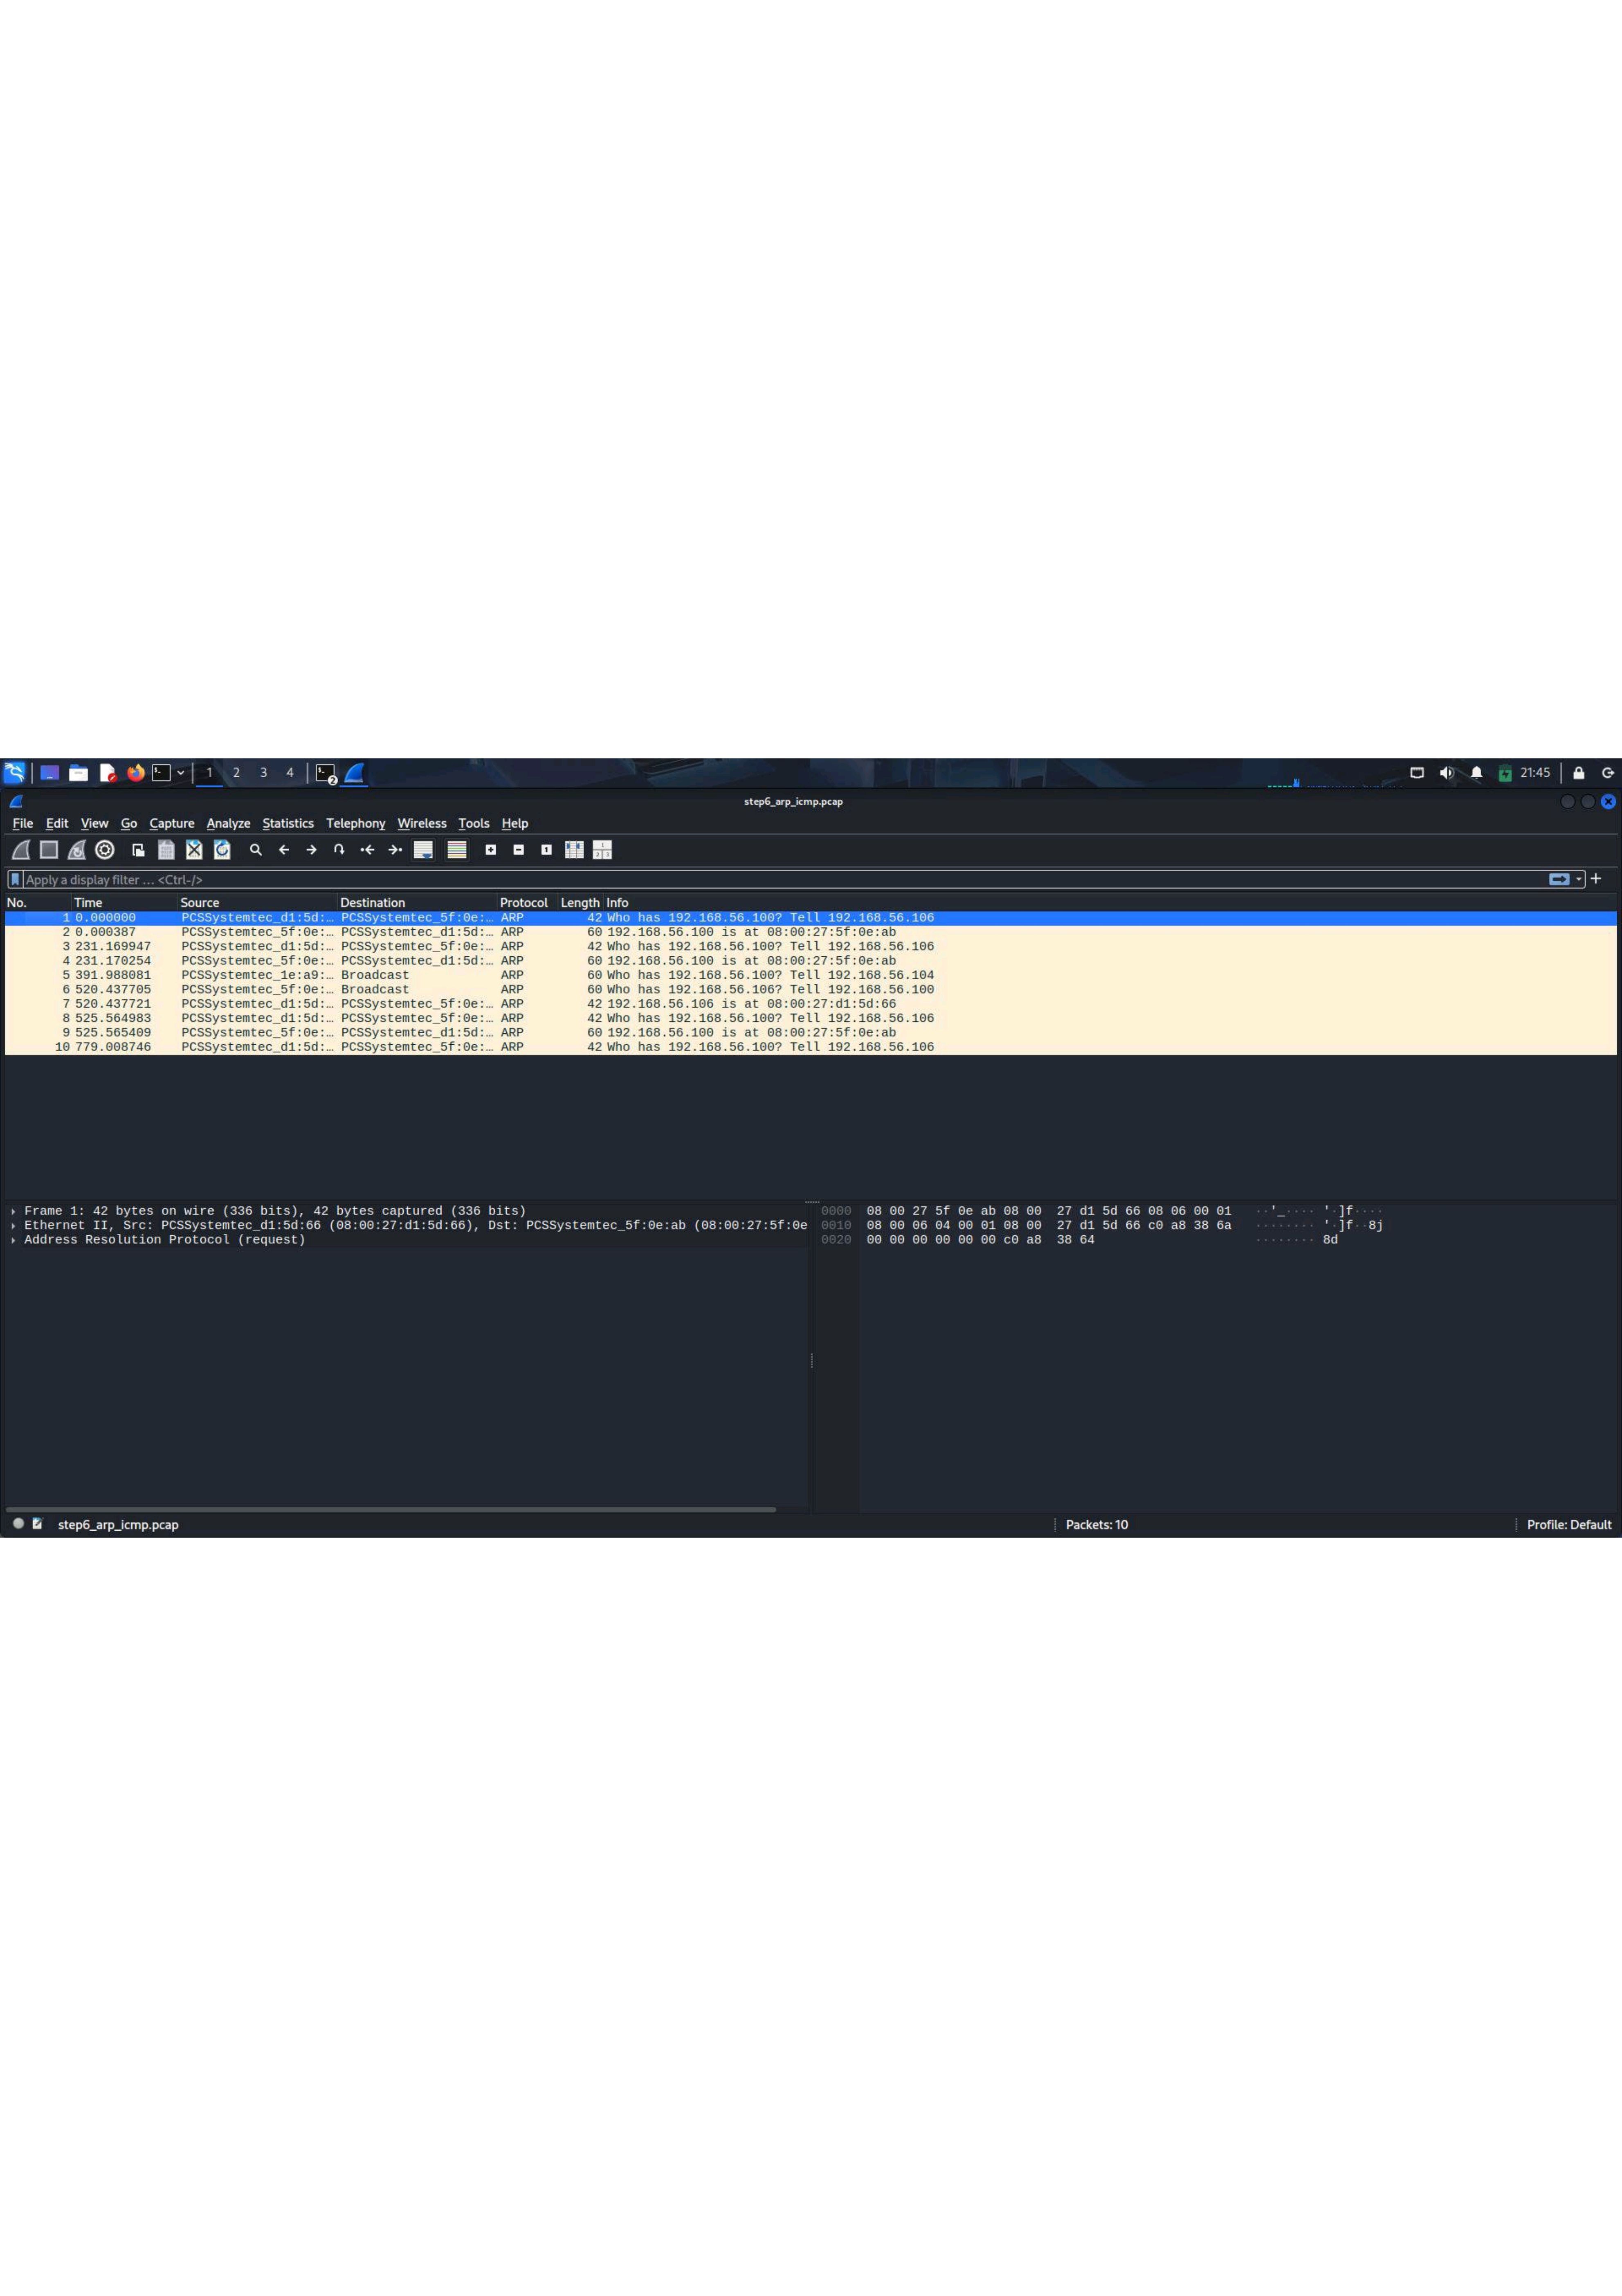 1 2 3 4 21:45
step6_arp_icmp.pcap
File Edit View Go Capture Analyze Statistics Telephony Wireless Tools Help
Apply a display filter ... <Ctrl-/>
No. Time Source Destination Protocol Length Info
1 0.000000 PCSSystemtec_d1:5d:… PCSSystemtec_5f:0e:… ARP 42 Who has 192.168.56.100? Tell 192.168.56.106
2 0.000387 PCSSystemtec_5f:0e:… PCSSystemtec_d1:5d:… ARP 60 192.168.56.100 is at 08:00:27:5f:0e:ab
3 231.169947 PCSSystemtec_d1:5d:… PCSSystemtec_5f:0e:… ARP 42 Who has 192.168.56.100? Tell 192.168.56.106
4 231.170254 PCSSystemtec_5f:0e:… PCSSystemtec_d1:5d:… ARP 60 192.168.56.100 is at 08:00:27:5f:0e:ab
5 391.988081 PCSSystemtec_1e:a9:… Broadcast ARP 60 Who has 192.168.56.100? Tell 192.168.56.104
6 520.437705 PCSSystemtec_5f:0e:… Broadcast ARP 60 Who has 192.168.56.106? Tell 192.168.56.100
7 520.437721 PCSSystemtec_d1:5d:… PCSSystemtec_5f:0e:… ARP 42 192.168.56.106 is at 08:00:27:d1:5d:66
8 525.564983 PCSSystemtec_d1:5d:… PCSSystemtec_5f:0e:… ARP 42 Who has 192.168.56.100? Tell 192.168.56.106
9 525.565409 PCSSystemtec_5f:0e:… PCSSystemtec_d1:5d:… ARP 60 192.168.56.100 is at 08:00:27:5f:0e:ab
10 779.008746 PCSSystemtec_d1:5d:… PCSSystemtec_5f:0e:… ARP 42 Who has 192.168.56.100? Tell 192.168.56.106
Frame 1: 42 bytes on wire (336 bits), 42 bytes captured (336 bits)
Ethernet II, Src: PCSSystemtec_d1:5d:66 (08:00:27:d1:5d:66), Dst: PCSSystemtec_5f:0e:ab (08:00:27:5f:0e
Address Resolution Protocol (request)
0000 08 00 27 5f 0e ab 08 00 27 d1 5d 66 08 06 00 01 ··'_···· '·]f····
0010 08 00 06 04 00 01 08 00 27 d1 5d 66 c0 a8 38 6a ········ '·]f··8j
0020 00 00 00 00 00 00 c0 a8 38 64 ········ 8d
step6_arp_icmp.pcap Packets: 10 Profile: Default